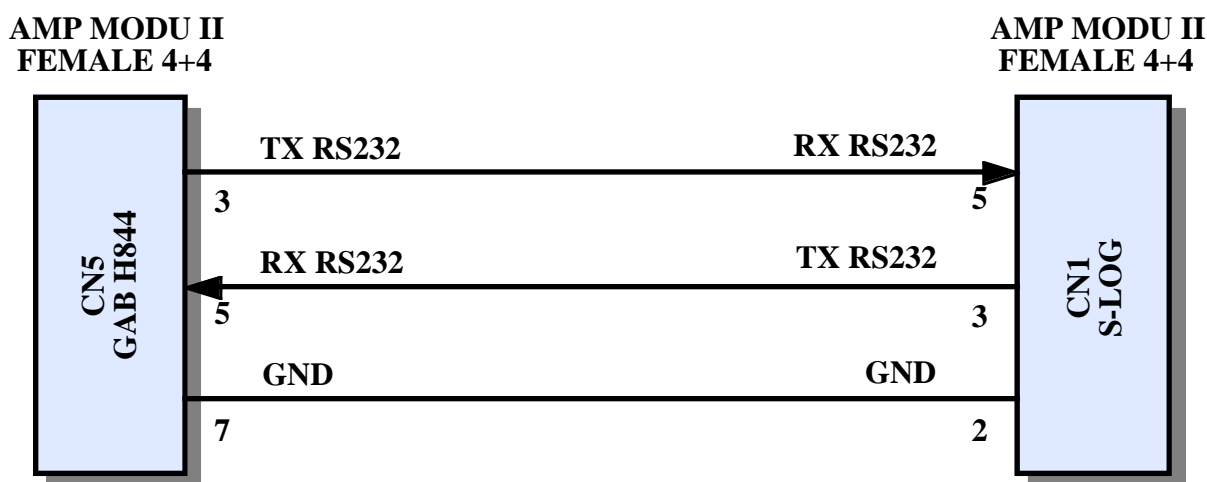 AMP MODU II
FEMALE 4+4
AMP MODU II
FEMALE 4+4
TX RS232
RX RS232
3
5
RX RS232
TX RS232
5
3
GND
GND
7
2
CN5
GAB H844
CN1
S-LOG